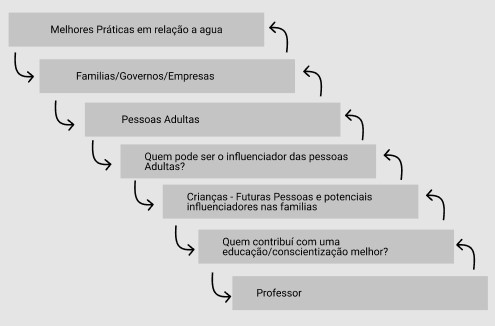 Melhores Práticas em relação a agua
Familias/Governos/Empresas
Pessoas Adultas
Quem pode ser o influenciador das pessoas
Adultas?
Crianças - Futuras Pessoas e potenciais
influenciadores nas familias
Quem contribuí com uma
educação/conscientização melhor?
Professor